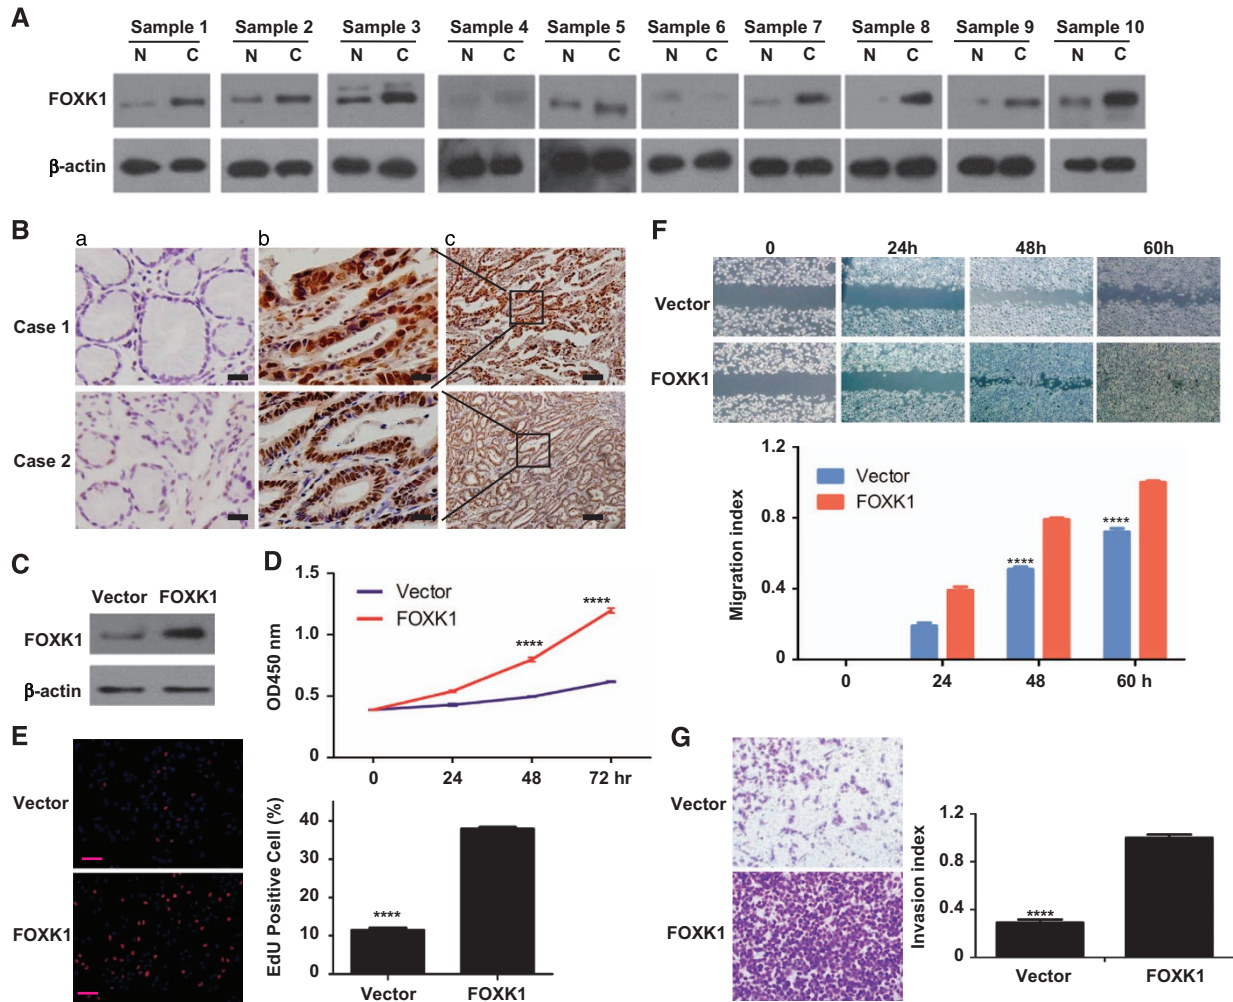 A
Sample 1 Sample 2 Sample 3 Sample 4 Sample 5 Sample 6 Sample 7 Sample 8 Sample 9 Sample 10
N C N C N C N C N C N C N C N C N C N C
FOXK1
β-actin
B
a b c
Case 1
Case 2
C
Vector FOXK1
FOXK1
β-actin
D
1.5
1.0
0.5
0
OD450 nm
Vector
FOXK1
****
****
0 24 48 72 hr
E
Vector
FOXK1
EdU Positive Cell (%)
40
30
20
10
0
****
Vector FOXK1
F
0 24h 48h 60h
Vector
FOXK1
Migration index
1.2
0.8
0.4
0
Vector
FOXK1
****
****
0 24 48 60 h
G
Vector
FOXK1
Invasion index
1.2
0.8
0.4
0
****
Vector FOXK1